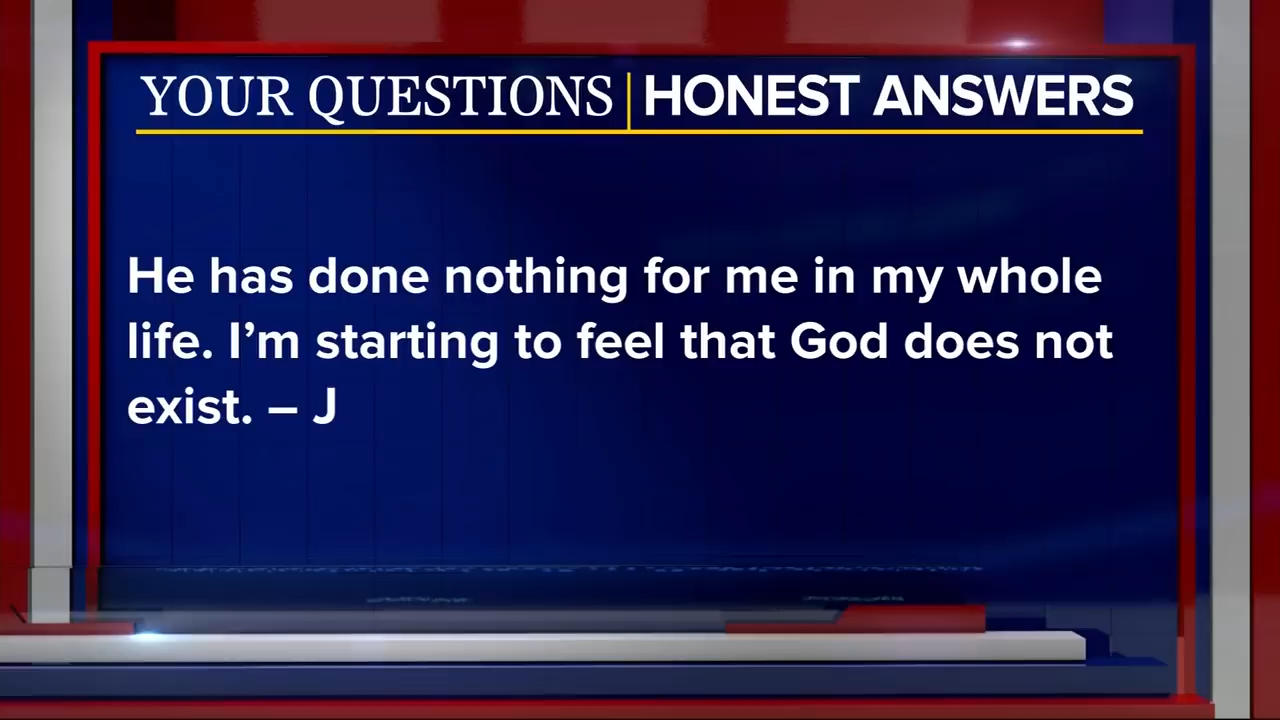 YOUR QUESTIONS | HONEST ANSWERS
He has done nothing for me in my whole
life. I’m starting to feel that God does not
exist. – J